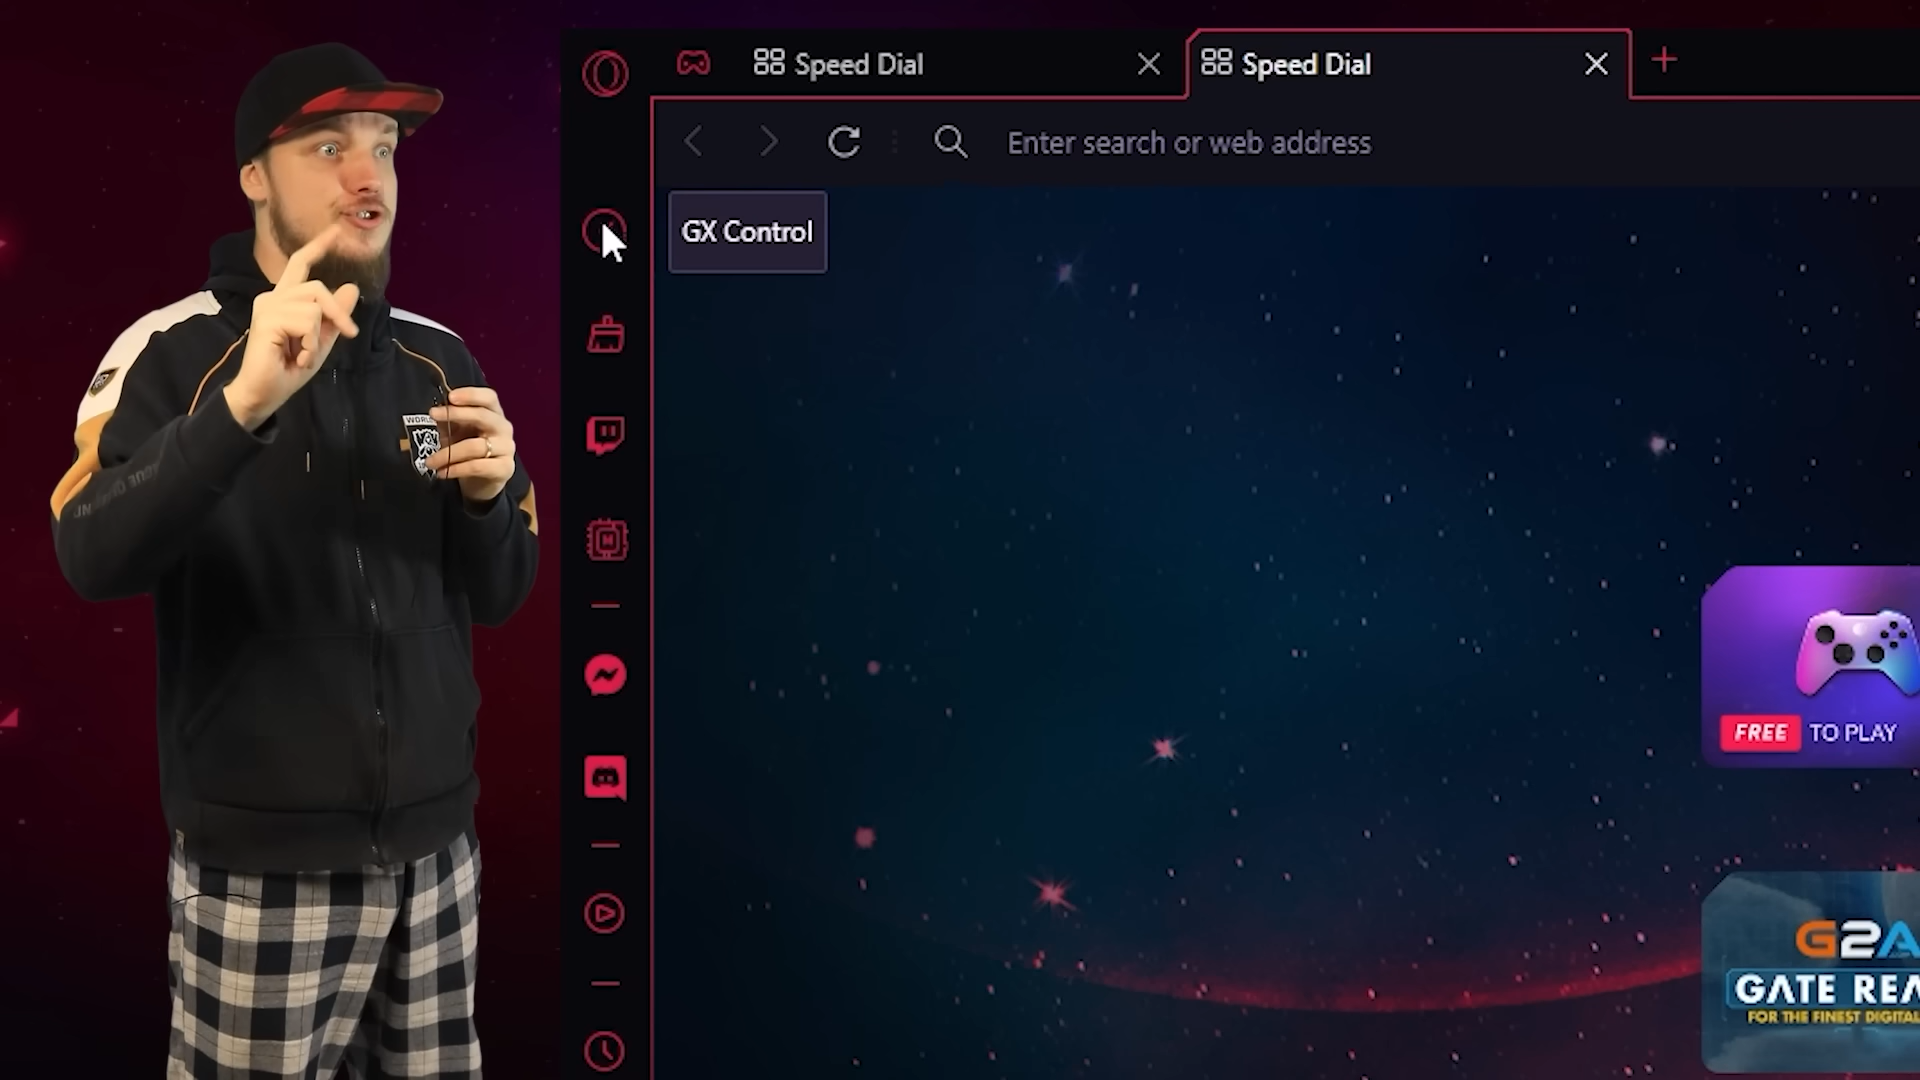 Speed Dial
Speed Dial
Enter search or web address
GX Control
WORL
FREE TO PLAY
G2A
GATE REA
FOR THE FINEST DIGITAL